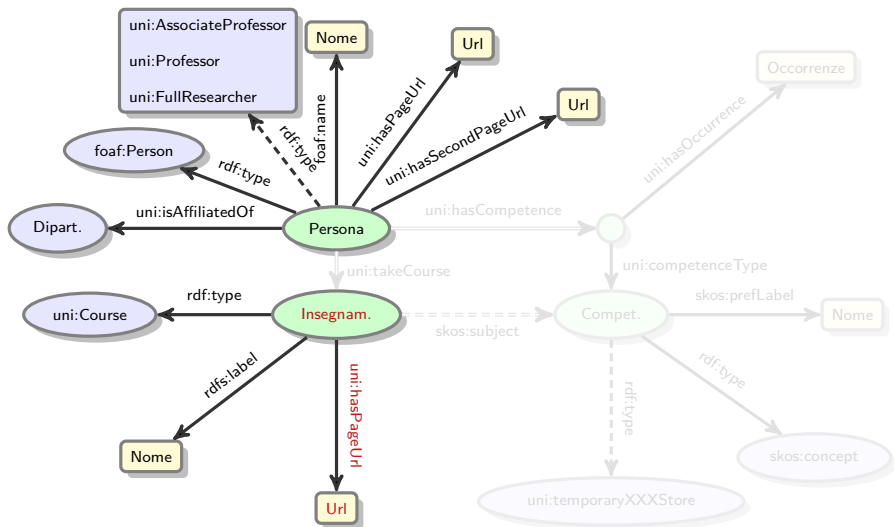 uni:AssociateProfessor
uni:Professor
uni:FullResearcher
Nome
Url
Url
Occorrenze
foaf:Person
rdf:type
rdf:type
foaf:name
uni:hasPageUrl
uni:hasSecondPageUrl
uni:hasOccurrence
Dipart.
uni:isAffiliatedOf
Persona
uni:hasCompetence
uni:takeCourse
uni:competenceType
uni:Course
rdf:type
Insegnam.
skos:subject
Compet.
skos:prefLabel
Nome
rdfs:label
uni:hasPageUrl
rdf:type
rdf:type
Nome
skos:concept
Url
uni:temporaryXXXStore